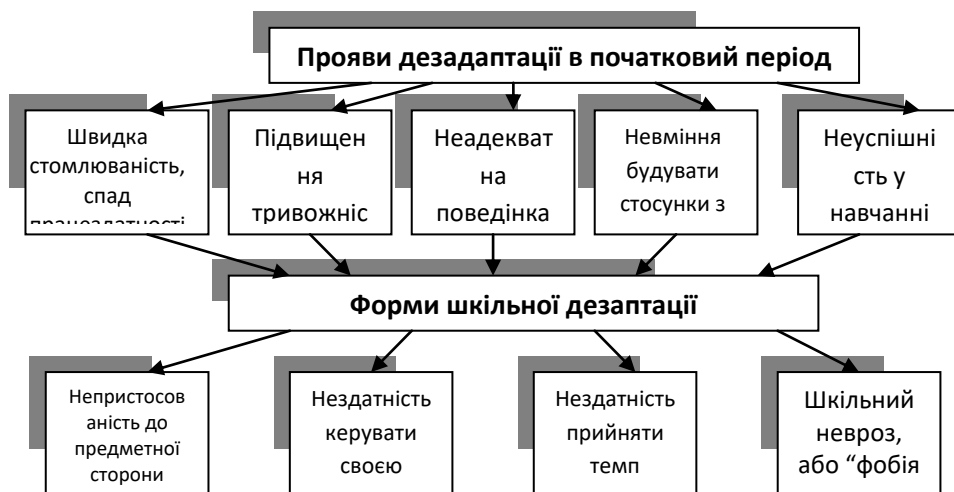 Прояви дезадаптації в початковий період
Швидка
стомлюваність,
спад
працездатності,
Підвищен
ня
тривожніс
Неадекват
на
поведінка
Невміння
будувати
стосунки з
Неуспішні
сть у
навчанні
Форми шкільної дезаптації
Непристосов
аність до
предметної
сторони
Нездатність
керувати
своєю
Нездатність
прийняти
темп
Шкільний
невроз,
або “фобія